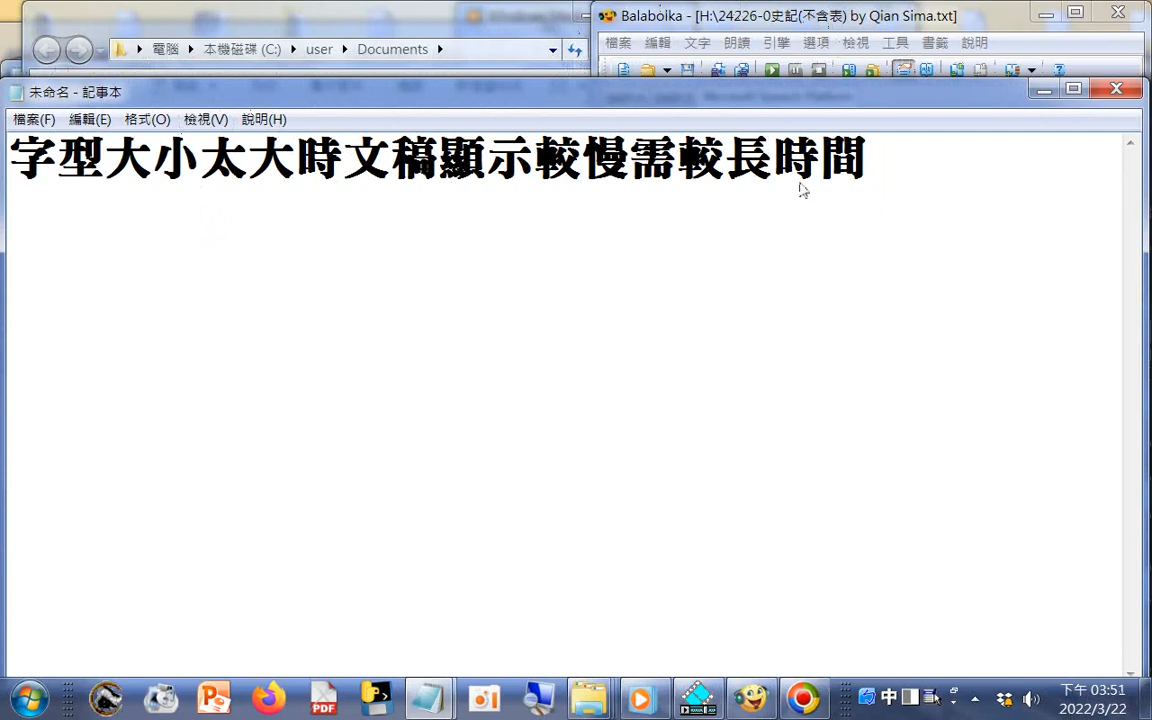 Balabolka - [H:\24226-0史記(不含表) by Qian Sima.txt]
檔案 編輯 文字 朗讀 引擎 選項 檢視 工具 書籤 說明
電腦 本機磁碟 (C:) user Documents
未命名 - 記事本
檔案(F) 編輯(E) 格式(O) 檢視(V) 說明(H)
字型大小太大時文稿顯示較慢需較長時間
中
下午 03:51
2022/3/22
PDF